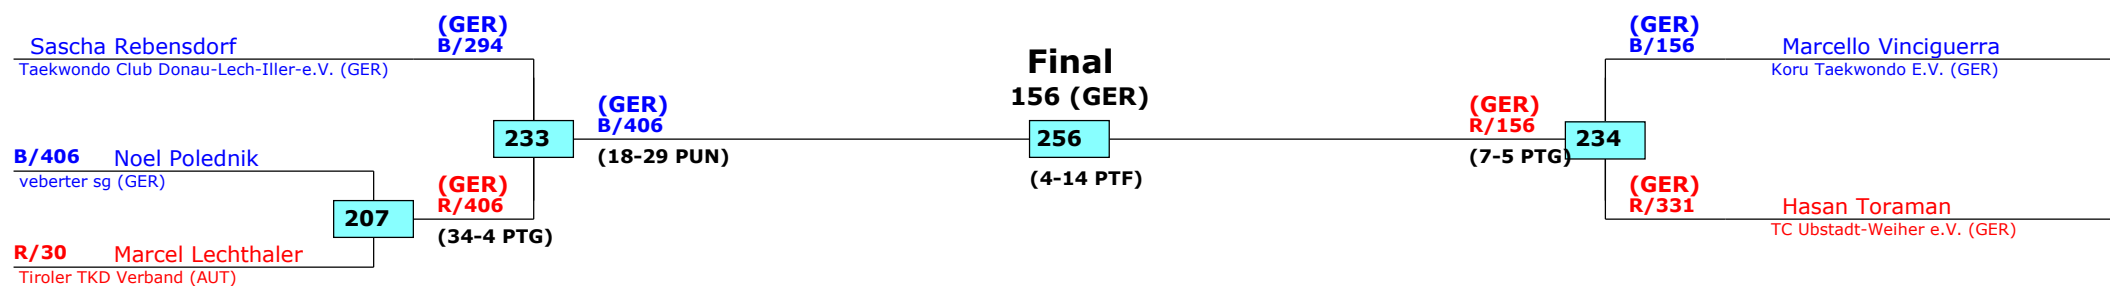 (GER)
B/294
Sascha Rebensdorf
Taekwondo Club Donau-Lech-Iller-e.V. (GER)
B/406 Noel Polednik
veberter sg (GER)
207
R/30 Marcel Lechthaler
Tiroler TKD Verband (AUT)
(GER)
R/406
(34-4 PTG)
233
(GER)
B/406
(18-29 PUN)
Final
156 (GER)
256
(4-14 PTF)
(GER)
R/156
(7-5 PTG)
234
(GER)
B/156 Marcello Vinciguerra
Koru Taekwondo E.V. (GER)
(GER)
R/331 Hasan Toraman
TC Ubstadt-Weiher e.V. (GER)